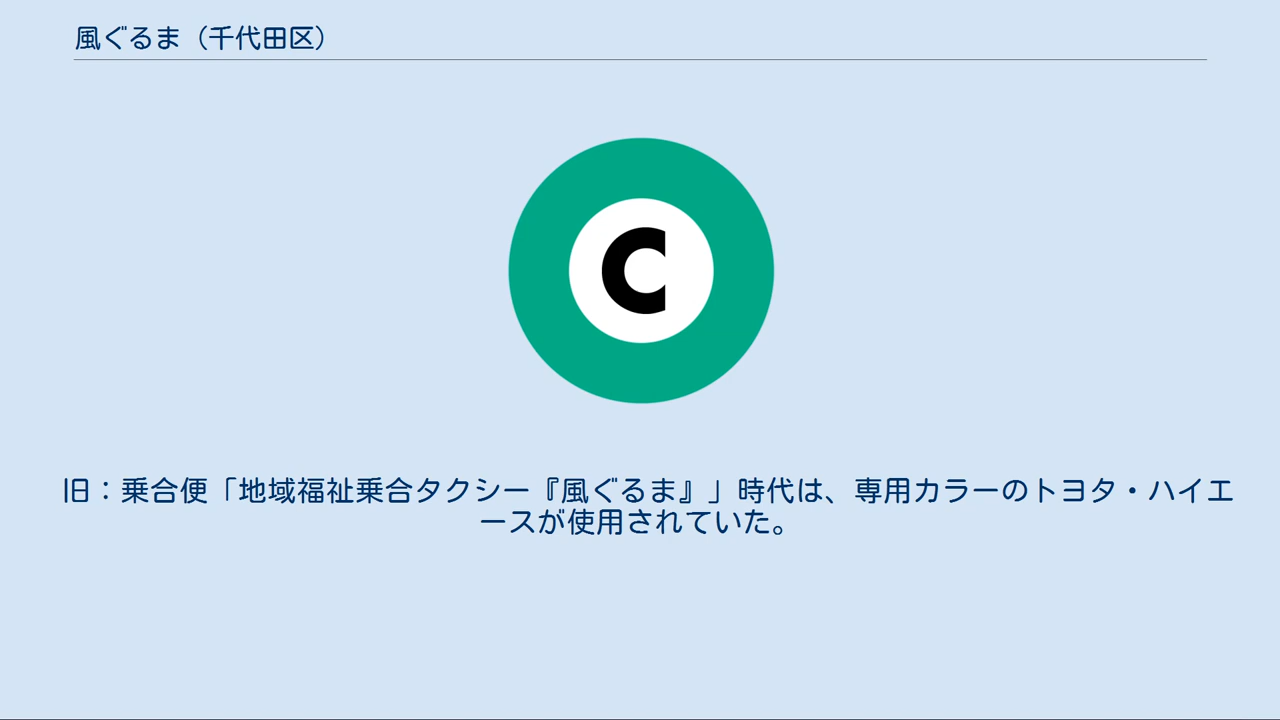 風ぐるま（千代田区）
C
旧：乗合便「地域福祉乗合タクシー『風ぐるま』」時代は、専用カラーのトヨタ・ハイエ
ースが使用されていた。